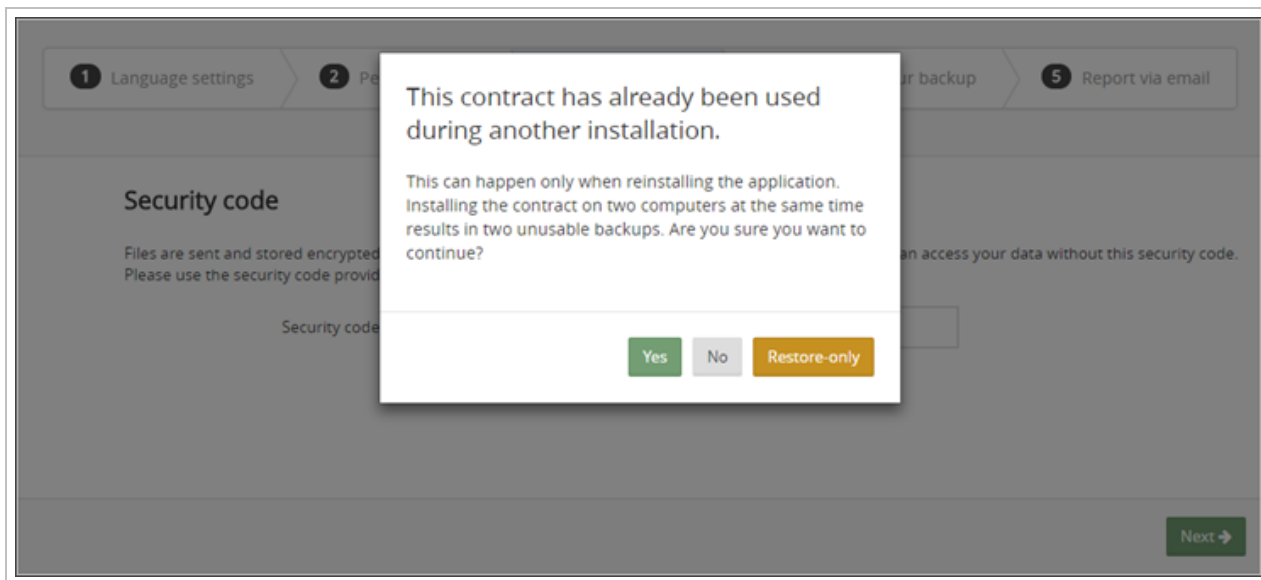 1 Language settings 2 Pe ur backup 5 Report via email
This contract has already been used
during another installation.
This can happen only when reinstalling the application.
Installing the contract on two computers at the same time
results in two unusable backups. Are you sure you want to
continue?
Yes No Restore-only
Security code
Files are sent and stored encrypted an access your data without this security code.
Please use the security code provid
Security code
Next